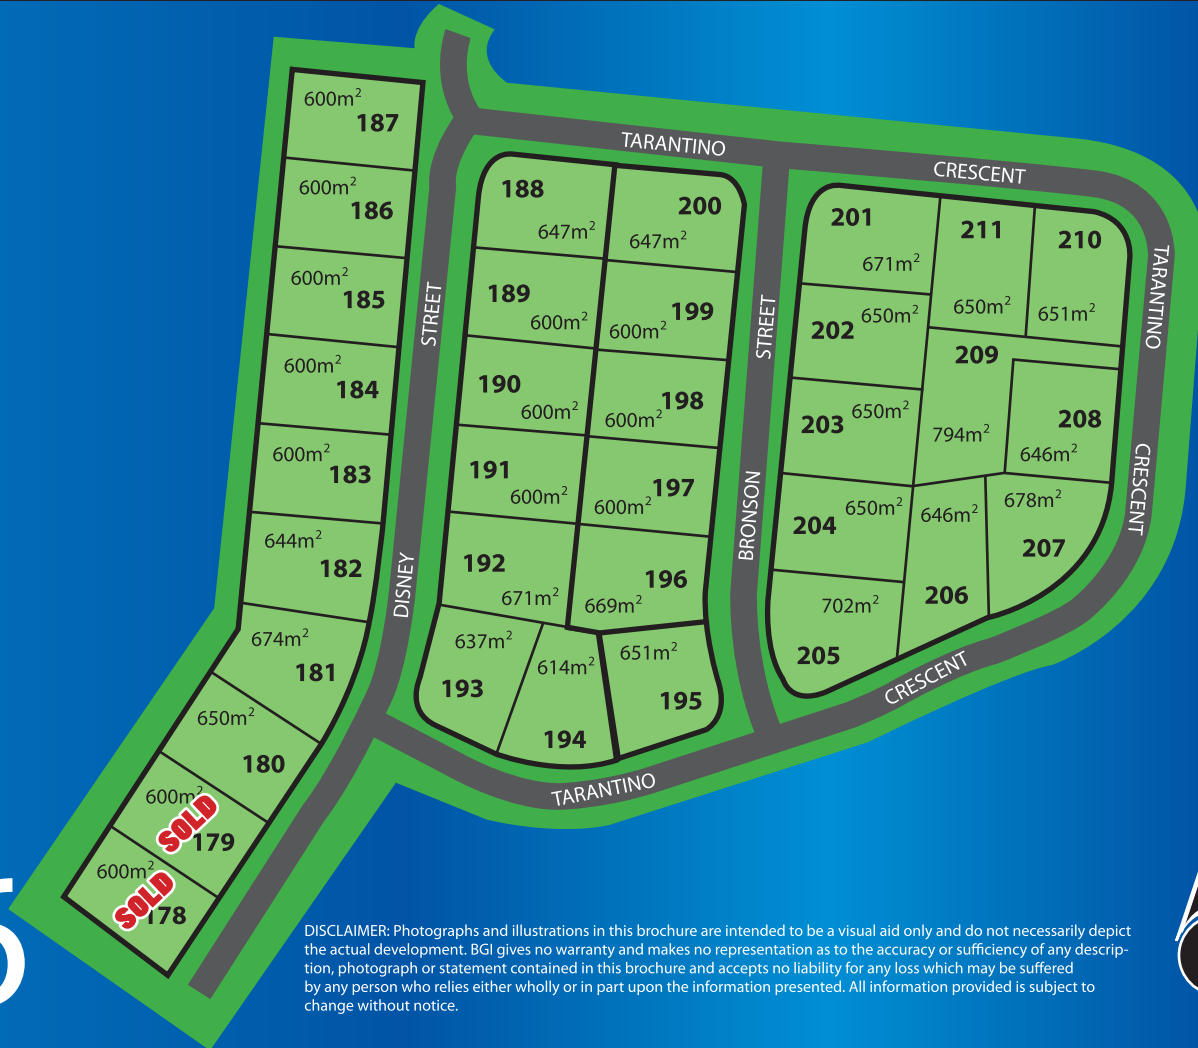 600m²
187
600m²
186
600m²
185
600m²
184
600m²
183
644m²
182
674m²
181
650m²
180
600m²
SOLD
179
600m²
SOLD
178
STREET
DISNEY
TARANTINO
CRESCENT
188
647m²
200
647m²
189
600m²
199
600m²
190
600m²
198
600m²
191
600m²
197
600m²
192
671m²
196
669m²
637m²
193
614m²
194
651m²
195
STREET
BRONSON
201
671m²
211
650m²
210
651m²
202
650m²
209
794m²
203
650m²
208
646m²
204
650m²
646m²
206
678m²
207
702m²
205
TARANTINO
CRESCENT
CRESCENT
TARANTINO
DISCLAIMER: Photographs and illustrations in this brochure are intended to be a visual aid only and do not necessarily depict
the actual development. BGI gives no warranty and makes no representation as to the accuracy or sufficiency of any descrip-
tion, photograph or statement contained in this brochure and accepts no liability for any loss which may be suffered
by any person who relies either wholly or in part upon the information presented. All information provided is subject to
change without notice.